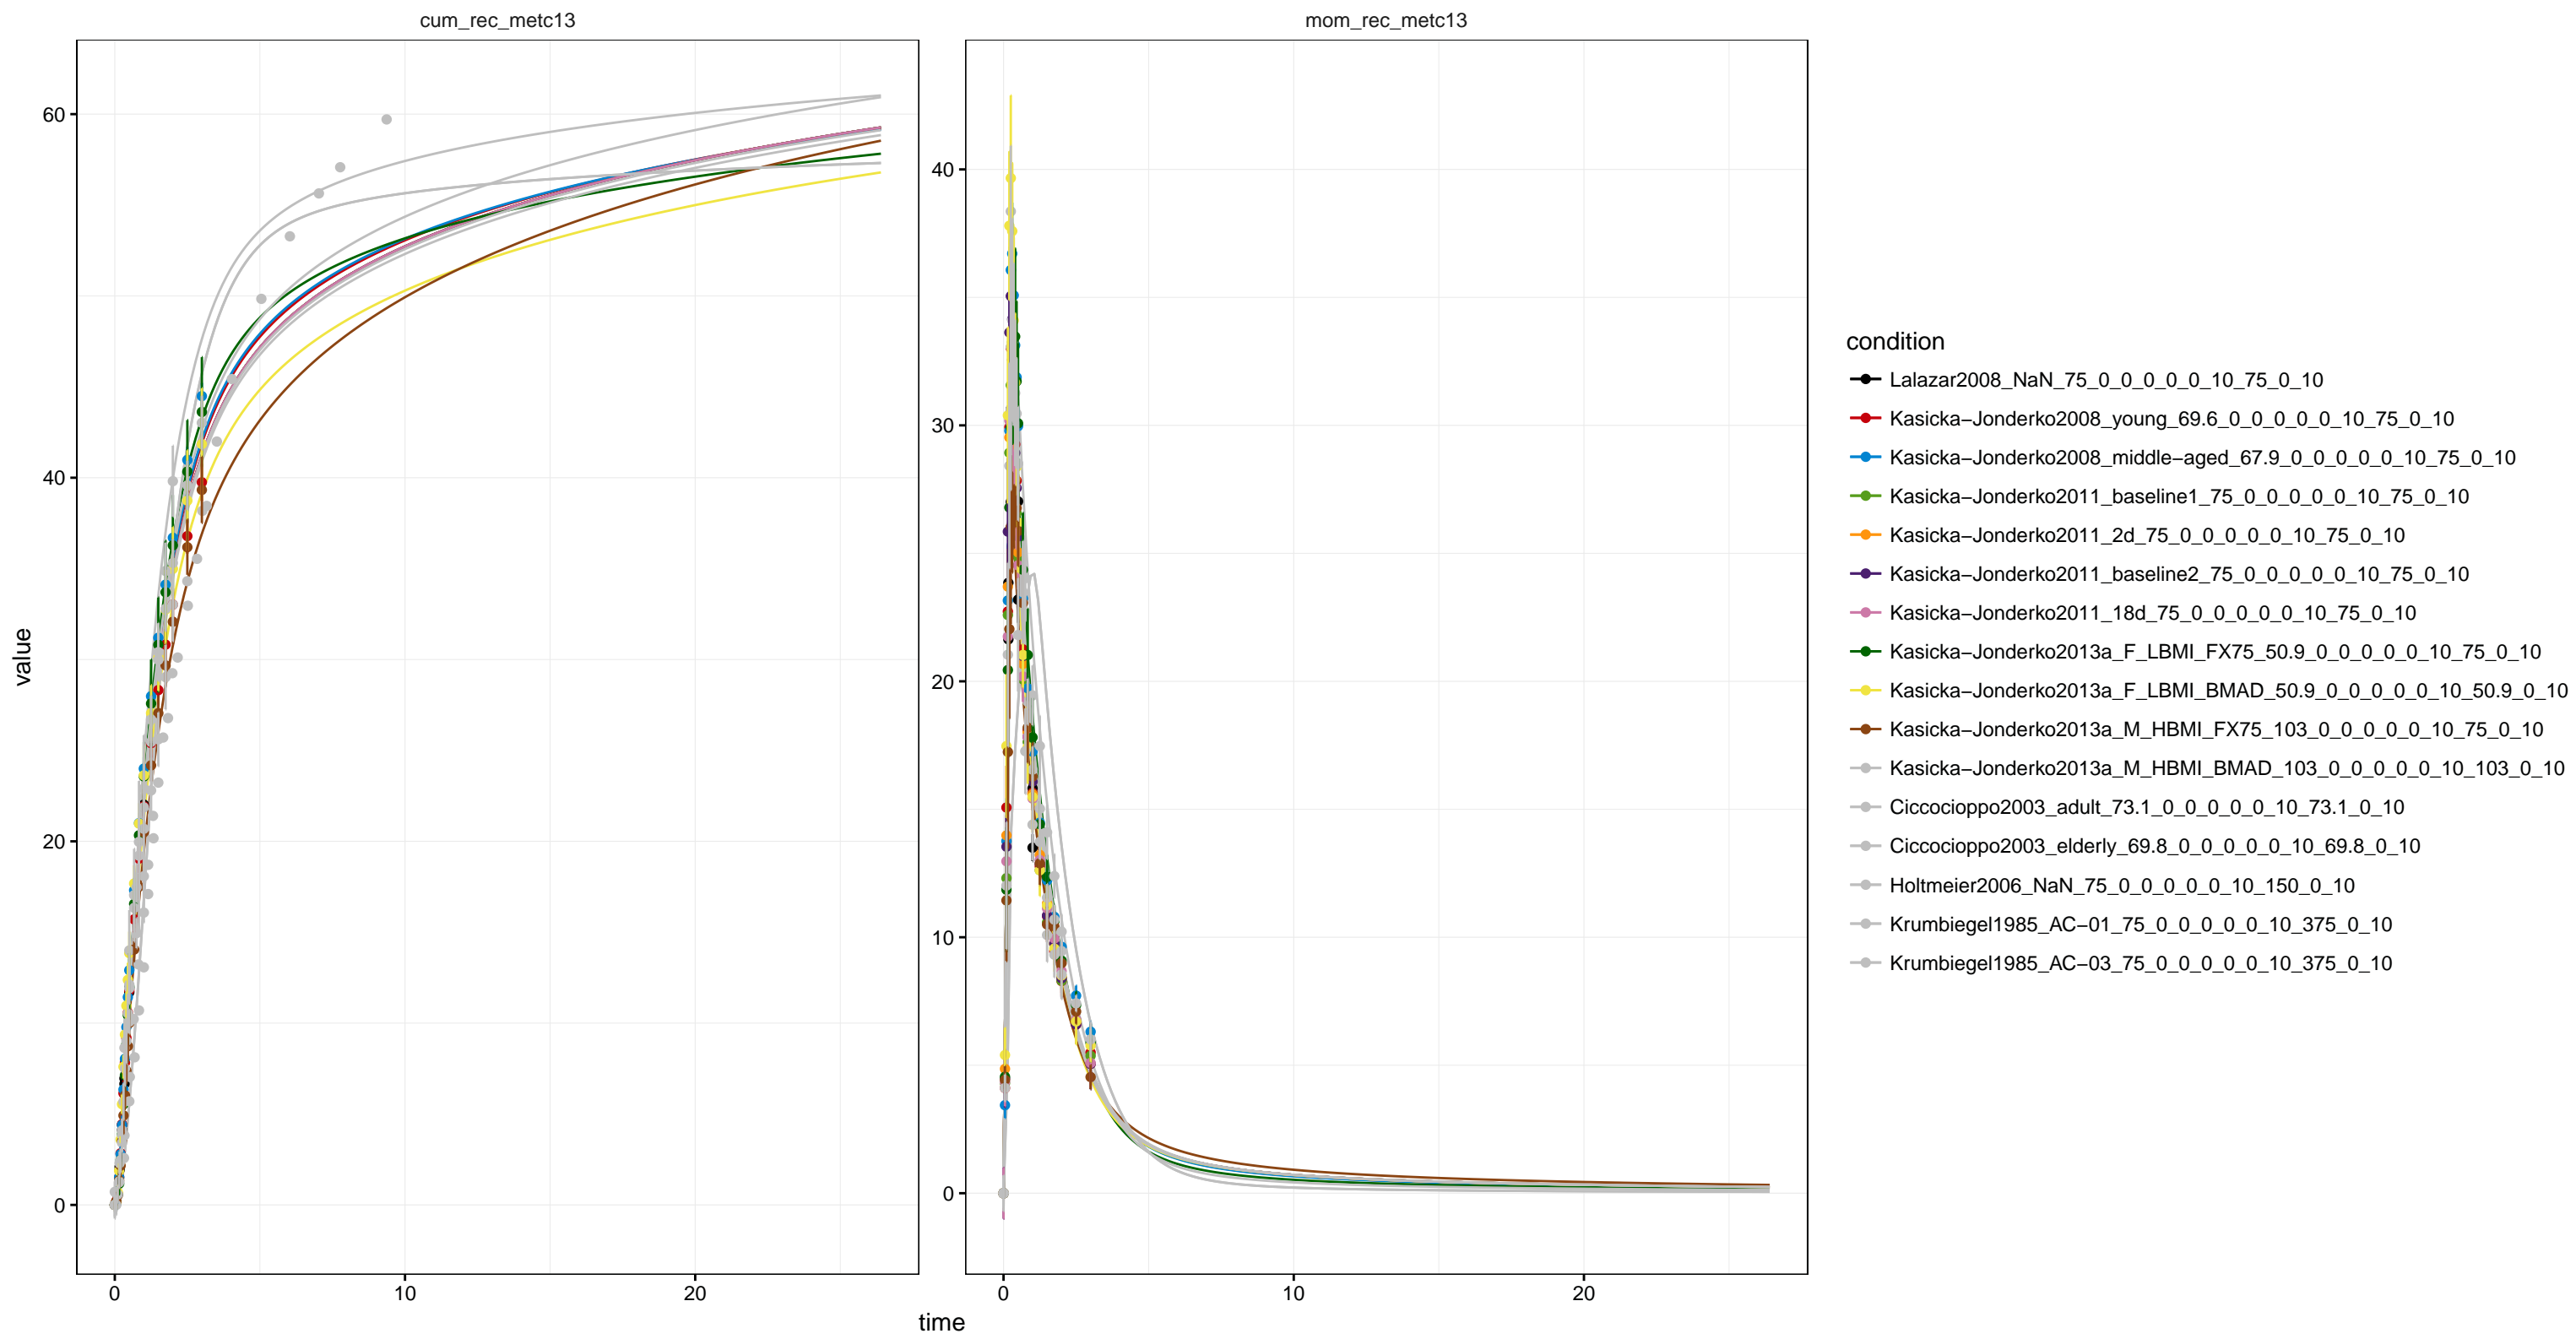 cum_rec_metc13
mom_rec_metc13
60
40
20
0
40
30
20
10
0
value
0 10 20
0 10 20
time
condition
Lalazar2008_NaN_75_0_0_0_0_0_10_75_0_10
Kasicka−Jonderko2008_young_69.6_0_0_0_0_0_10_75_0_10
Kasicka−Jonderko2008_middle−aged_67.9_0_0_0_0_0_10_75_0_10
Kasicka−Jonderko2011_baseline1_75_0_0_0_0_0_10_75_0_10
Kasicka−Jonderko2011_2d_75_0_0_0_0_0_10_75_0_10
Kasicka−Jonderko2011_baseline2_75_0_0_0_0_0_10_75_0_10
Kasicka−Jonderko2011_18d_75_0_0_0_0_0_10_75_0_10
Kasicka−Jonderko2013a_F_LBMI_FX75_50.9_0_0_0_0_0_10_75_0_10
Kasicka−Jonderko2013a_F_LBMI_BMAD_50.9_0_0_0_0_0_10_50.9_0_10
Kasicka−Jonderko2013a_M_HBMI_FX75_103_0_0_0_0_0_10_75_0_10
Kasicka−Jonderko2013a_M_HBMI_BMAD_103_0_0_0_0_0_10_103_0_10
Ciccocioppo2003_adult_73.1_0_0_0_0_0_10_73.1_0_10
Ciccocioppo2003_elderly_69.8_0_0_0_0_0_10_69.8_0_10
Holtmeier2006_NaN_75_0_0_0_0_0_10_150_0_10
Krumbiegel1985_AC−01_75_0_0_0_0_0_10_375_0_10
Krumbiegel1985_AC−03_75_0_0_0_0_0_10_375_0_10